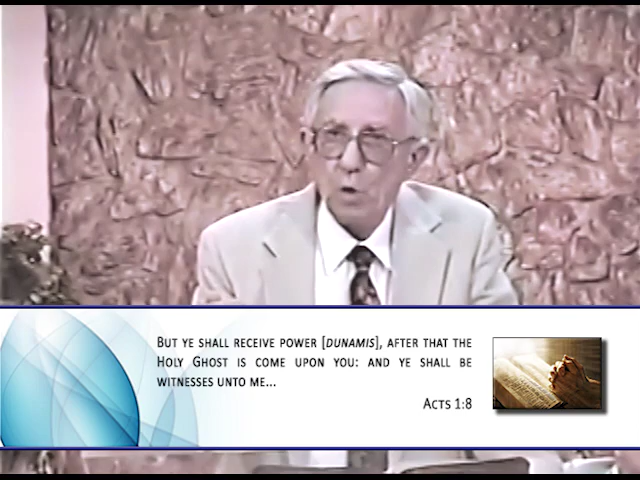 But ye shall receive power [dunamis], after that the
Holy Ghost is come upon you: and ye shall be
witnesses unto me...
Acts 1:8